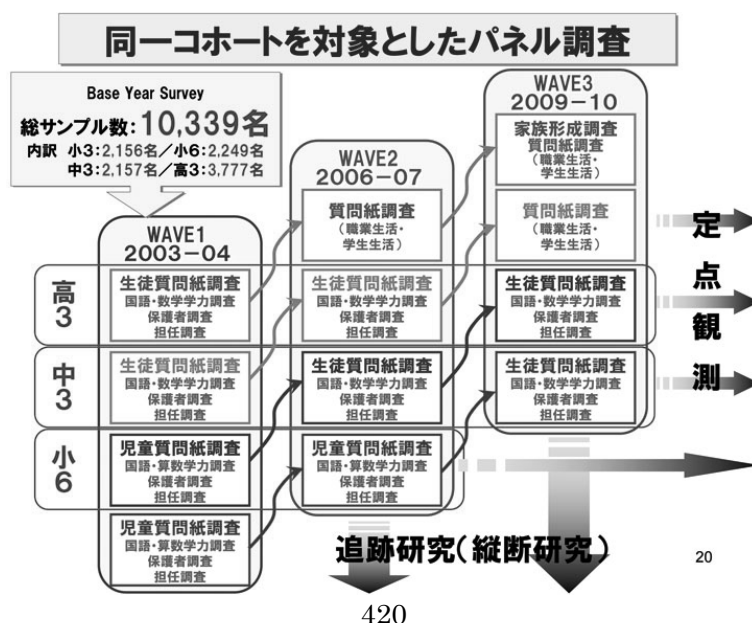 同一コホートを対象としたパネル調査
Base Year Survey
総サンプル数：10,339名
内訳 小3：2,156名／小6：2,249名
中3：2,157名／高3：3,777名
WAVE1
2003－04
生徒質問紙調査
国語・数学学力調査
保護者調査
担任調査
生徒質問紙調査
国語・数学学力調査
保護者調査
担任調査
児童質問紙調査
国語・算数学力調査
保護者調査
担任調査
児童質問紙調査
国語・算数学力調査
保護者調査
担任調査
WAVE2
2006－07
質問紙調査
（職業生活・
学生生活）
生徒質問紙調査
国語・数学学力調査
保護者調査
担任調査
生徒質問紙調査
国語・数学学力調査
保護者調査
担任調査
児童質問紙調査
国語・算数学力調査
保護者調査
担任調査
WAVE3
2009－10
家族形成調査
質問紙調査
（職業生活・
学生生活）
質問紙調査
（職業生活・
学生生活）
生徒質問紙調査
国語・数学学力調査
保護者調査
担任調査
生徒質問紙調査
国語・数学学力調査
保護者調査
担任調査
高3
中3
小6
定点観測
追跡研究（縦断研究）
20
420